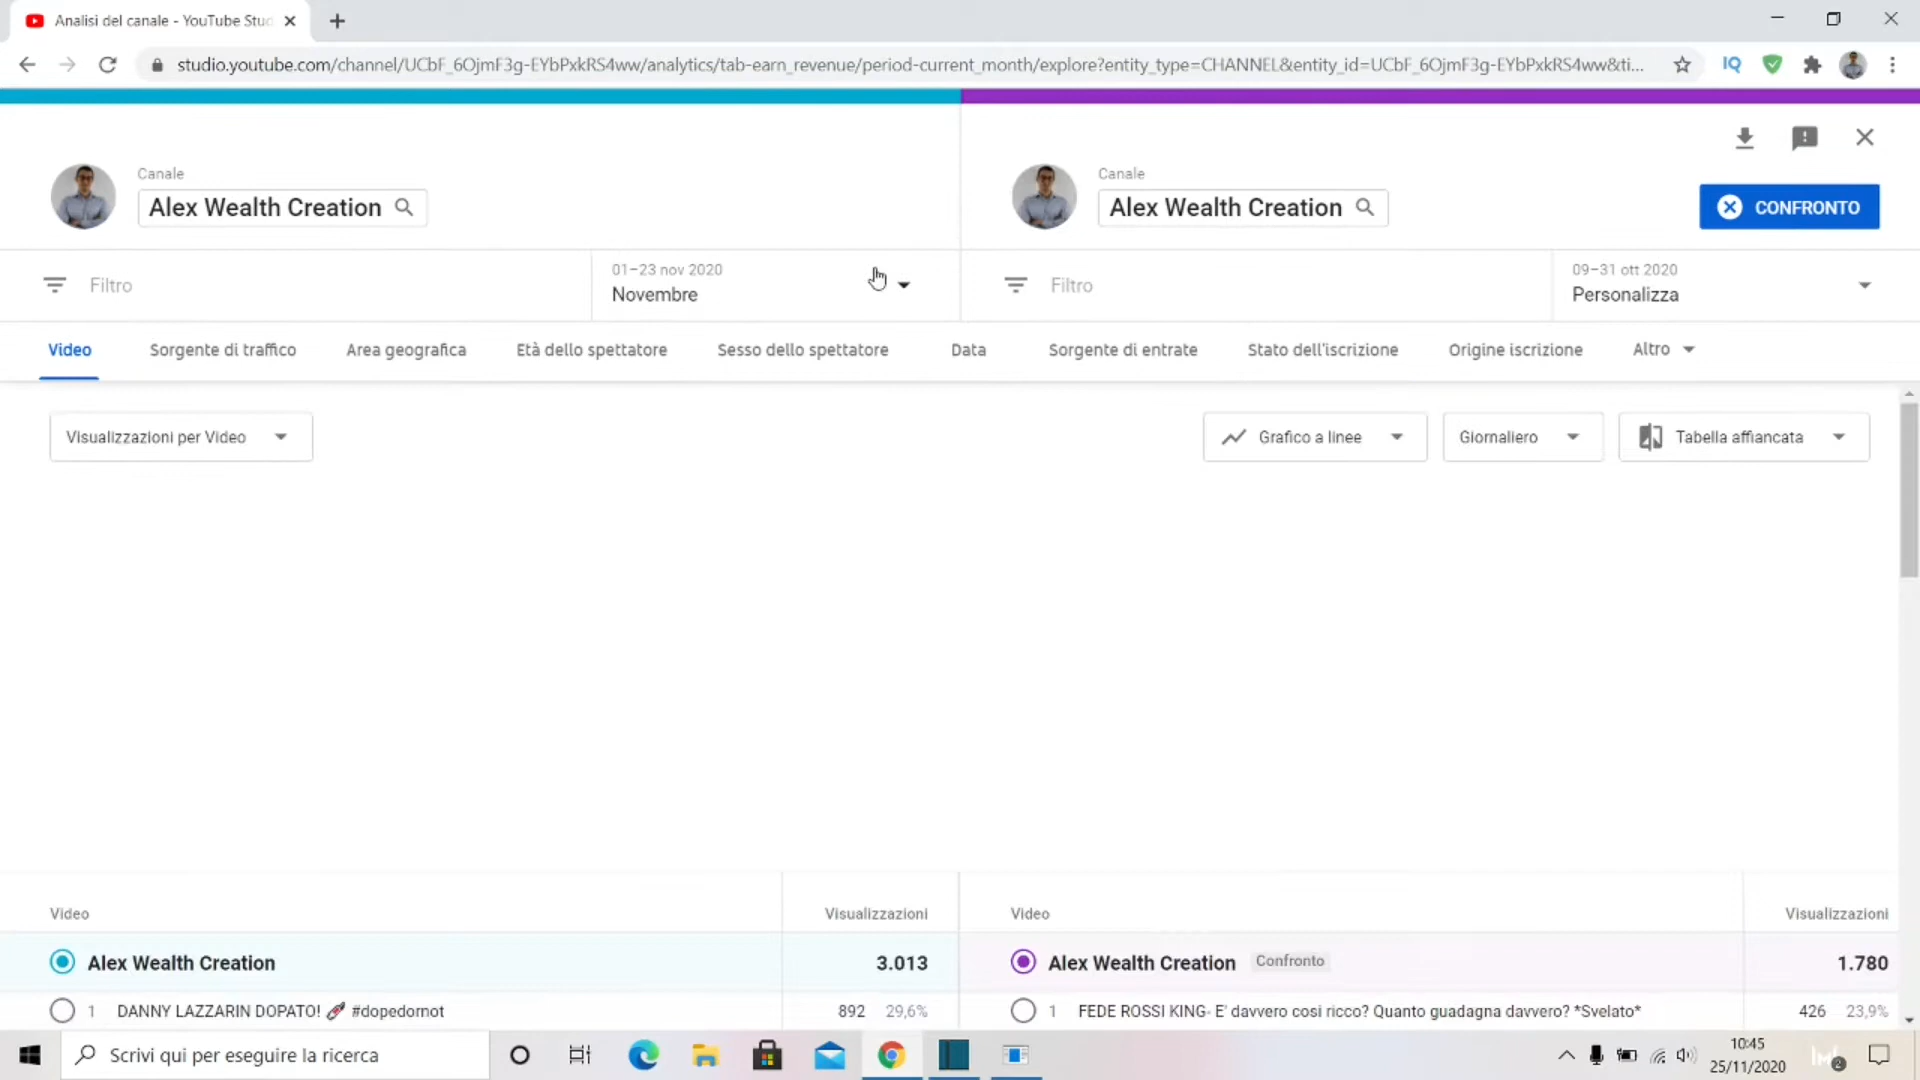 Analisi del canale - YouTube Stud
studio.youtube.com/channel/UCbF_6OjmF3g-EYbPxkRS4ww/analytics/tab-earn_revenue/period-current_month/explore?entity_type=CHANNEL&entity_id=UCbF_6OjmF3g-EYbPxkRS4ww&ti...
IQ
Canale
Alex Wealth Creation
Canale
Alex Wealth Creation
CONFRONTO
Filtro
01–23 nov 2020
Novembre
Filtro
09–31 ott 2020
Personalizza
Video Sorgente di traffico Area geografica Età dello spettatore Sesso dello spettatore Data Sorgente di entrate Stato dell'iscrizione Origine iscrizione Altro
Visualizzazioni per Video
Grafico a linee
Giornaliero
Tabella affiancata
Video Visualizzazioni Video Visualizzazioni
Alex Wealth Creation 3.013
Alex Wealth Creation Confronto 1.780
1 DANNY LAZZARIN DOPATO! 🚀 #dopedornot 892 29,6%
1 FEDE ROSSI KING- E' davvero cosi ricco? Quanto guadagna davvero? *Svelato* 426 23,9%
Scrivi qui per eseguire la ricerca
10:45
25/11/2020
2